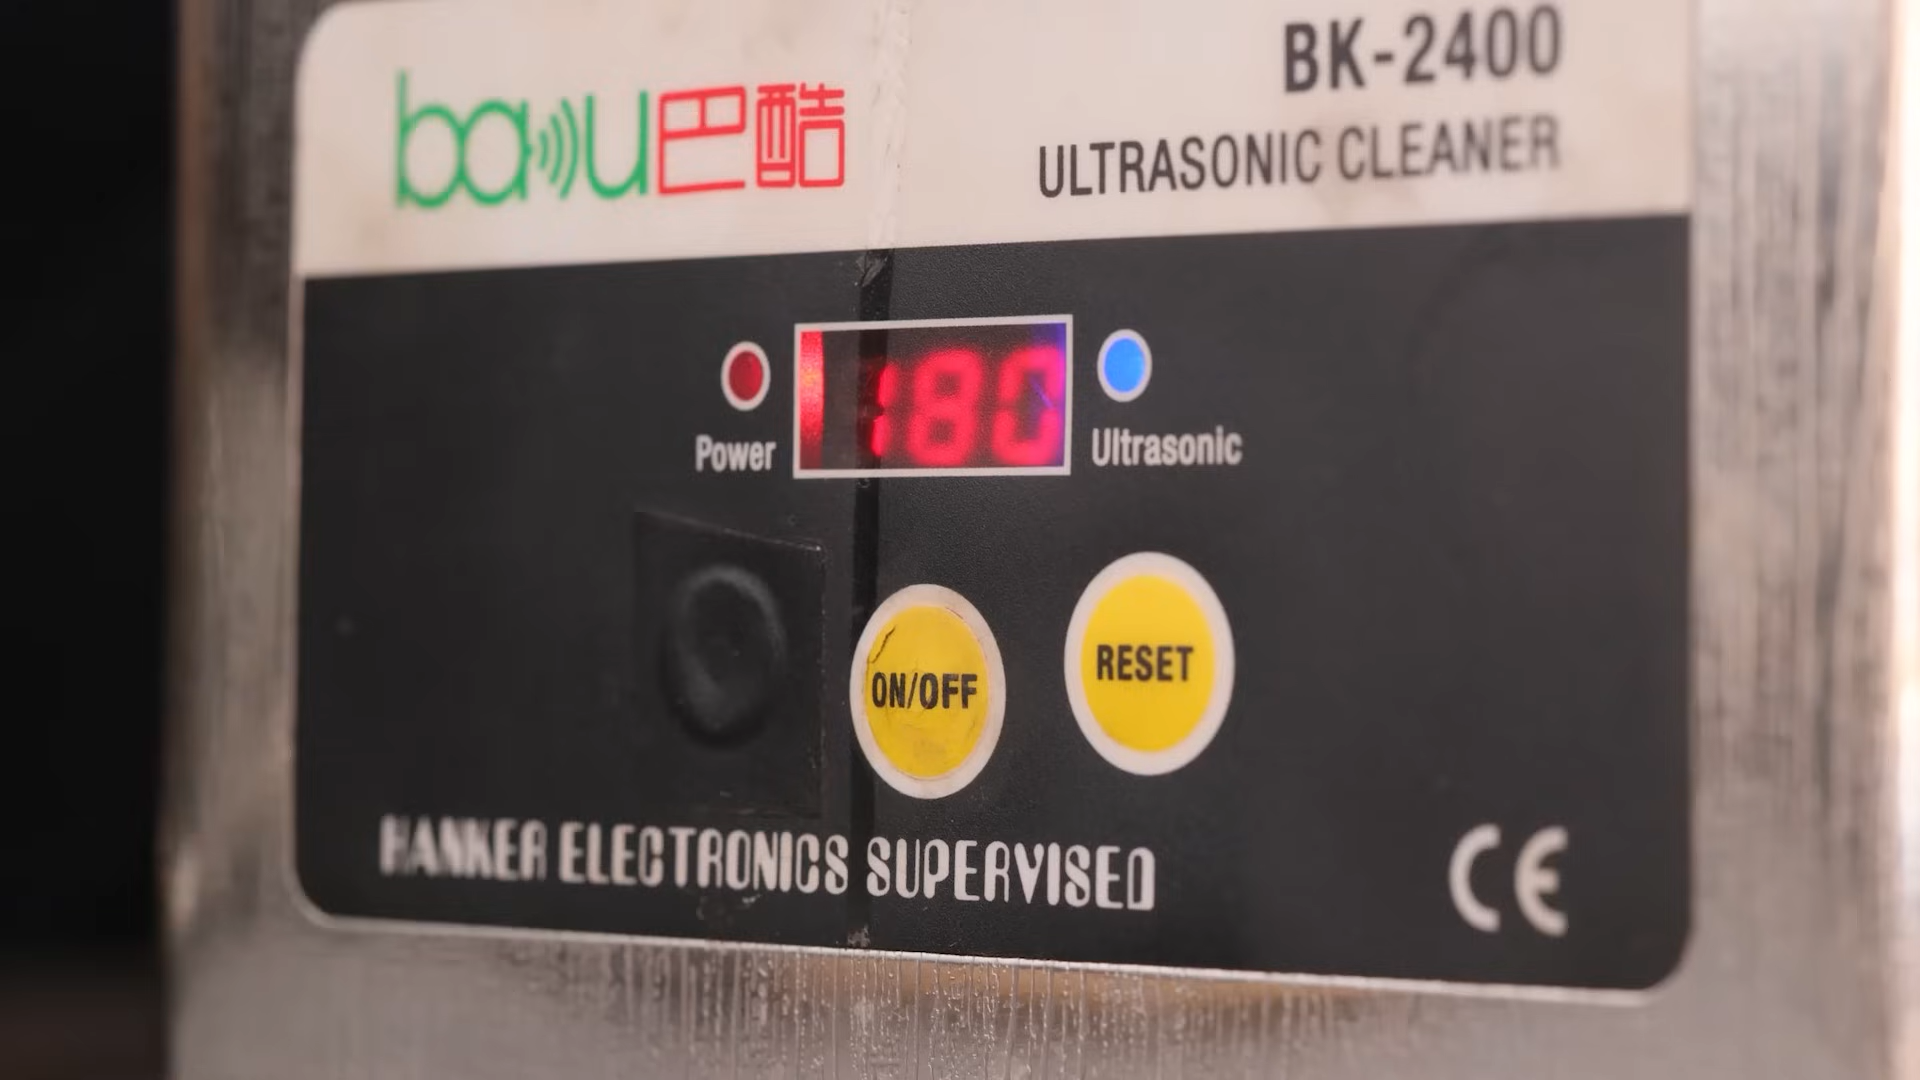 baku巴酷
BK-2400
ULTRASONIC CLEANER
180
Power
Ultrasonic
ON/OFF
RESET
HANKER ELECTRONICS SUPERVISED
CE